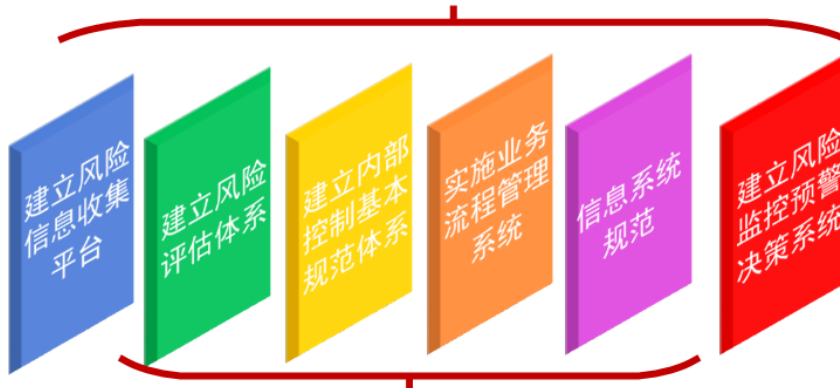 建立风险
信息收集
平台
建立风险
评估体系
建立内部
控制基本
规范体系
实施业务
流程管理
系统
信息系统
规范
建立风险
监控预警
决策系统